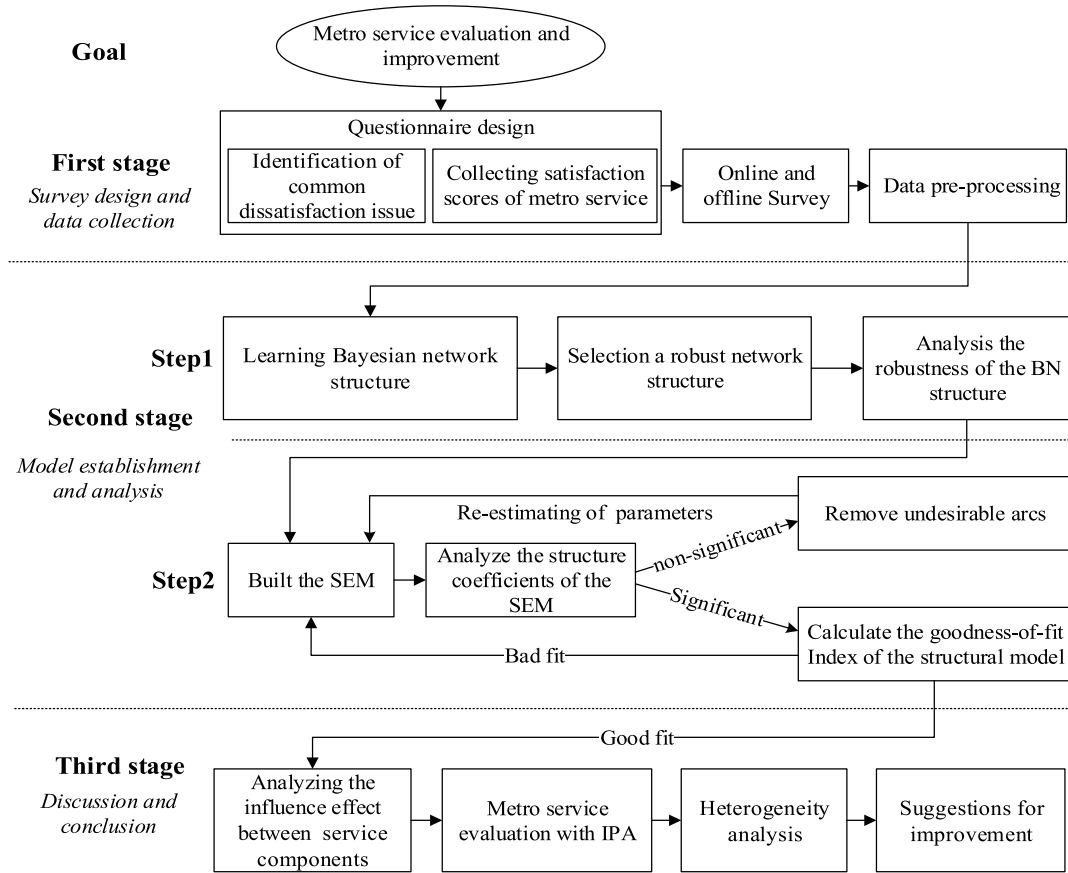 Goal
Metro service evaluation and
improvement
First stage
Survey design and
data collection
Questionnaire design
Identification of
common
dissatisfaction issue
Collecting satisfaction
scores of metro service
Online and
offline Survey
Data pre-processing
Second stage
Model establishment
and analysis
Step1
Learning Bayesian network
structure
Selection a robust network
structure
Analysis the
robustness of the BN
structure
Step2
Built the SEM
Analyze the structure
coefficients of the
SEM
Re-estimating of parameters
non-significant
Remove undesirable arcs
Significant
Calculate the goodness-of-fit
Index of the structural model
Bad fit
Good fit
Third stage
Discussion and
conclusion
Analyzing the
influence effect
between service
components
Metro service
evaluation with IPA
Heterogeneity
analysis
Suggestions for
improvement